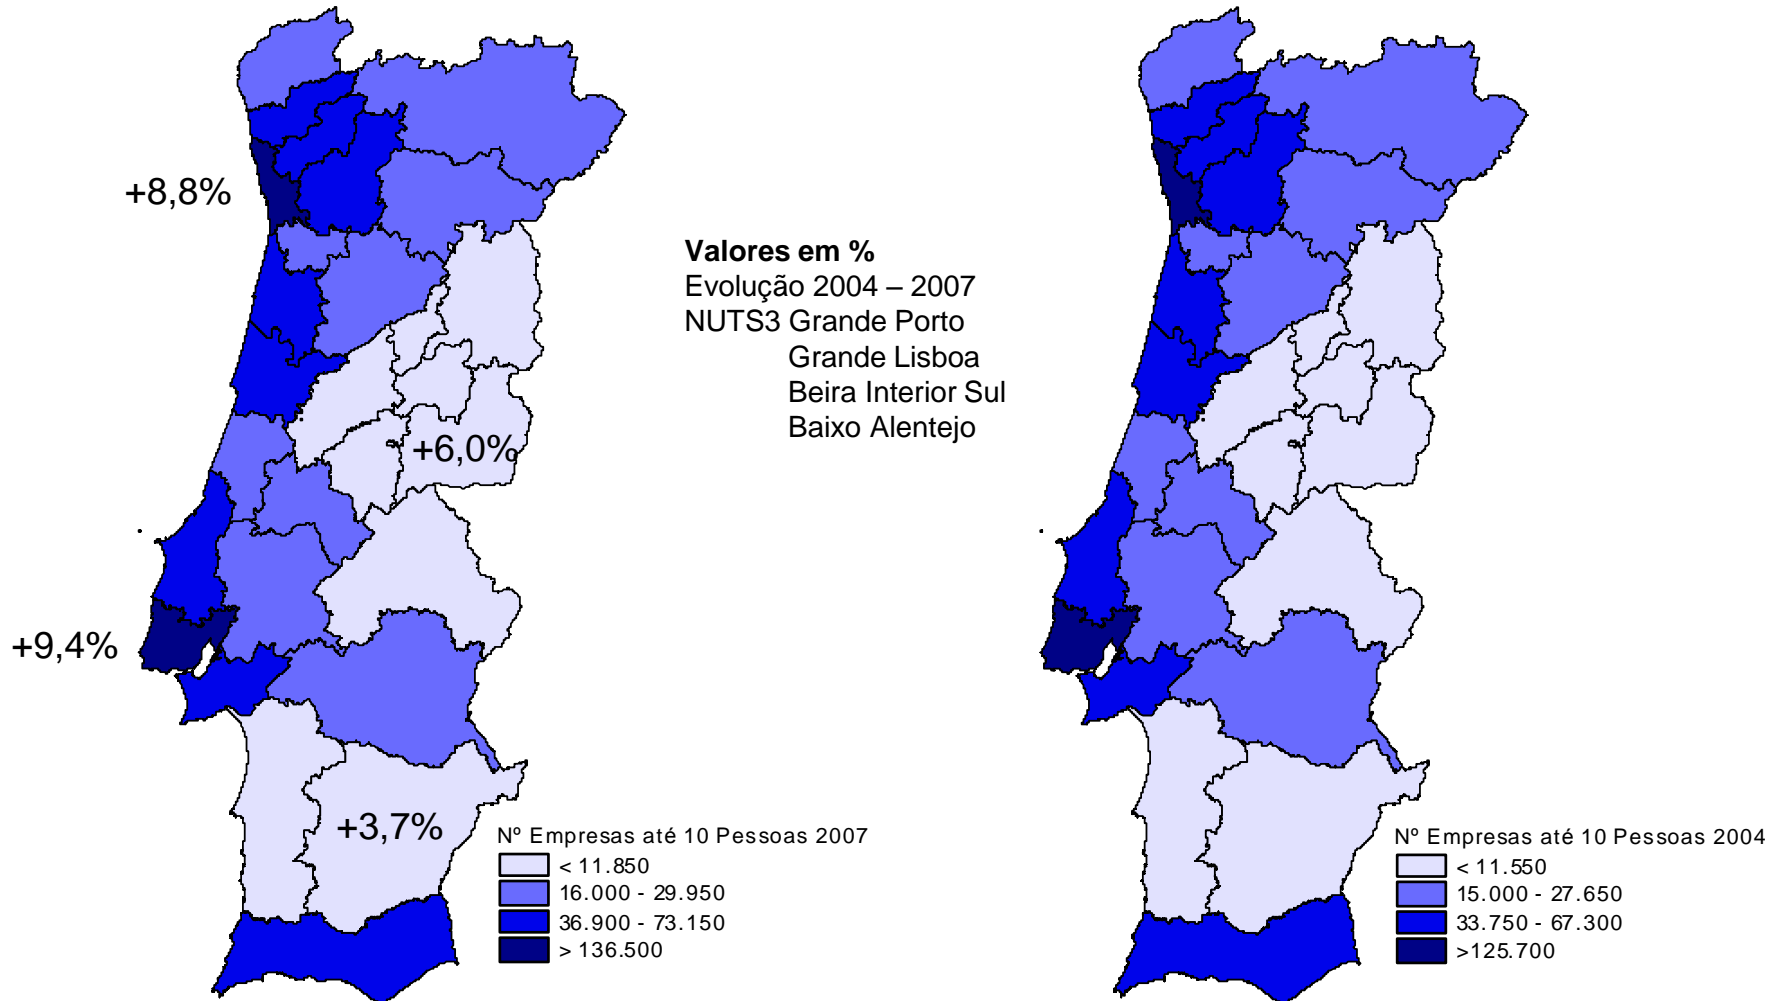 +8,8%
Valores em %
Evolução 2004 – 2007
NUTS3 Grande Porto
Grande Lisboa
Beira Interior Sul
Baixo Alentejo
+6,0%
+9,4%
+3,7%
Nº Empresas até 10 Pessoas 2007
< 11.850
16.000 - 29.950
36.900 - 73.150
> 136.500
Nº Empresas até 10 Pessoas 2004
< 11.550
15.000 - 27.650
33.750 - 67.300
>125.700